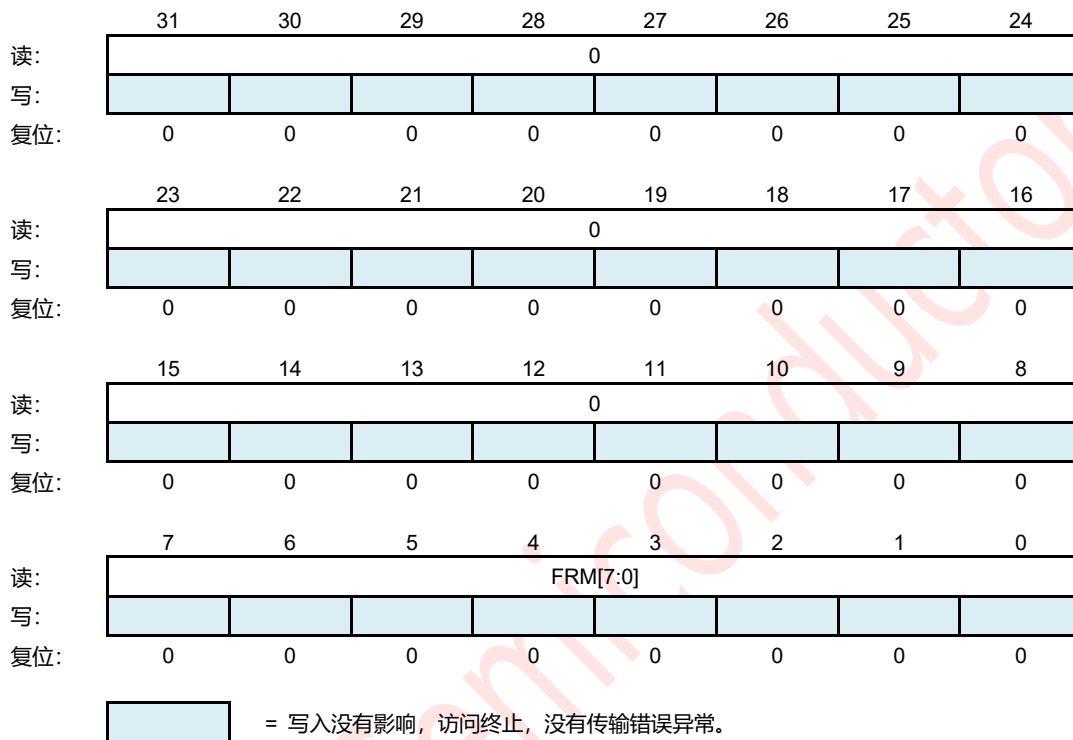 31 30 29 28 27 26 25 24
读： 0
写：
复位： 0 0 0 0 0 0 0 0
23 22 21 20 19 18 17 16
读： 0
写：
复位： 0 0 0 0 0 0 0 0
15 14 13 12 11 10 9 8
读： 0
写：
复位： 0 0 0 0 0 0 0 0
7 6 5 4 3 2 1 0
读： FRM[7:0]
写：
复位： 0 0 0 0 0 0 0 0
= 写入没有影响，访问终止，没有传输错误异常。
emiconductor